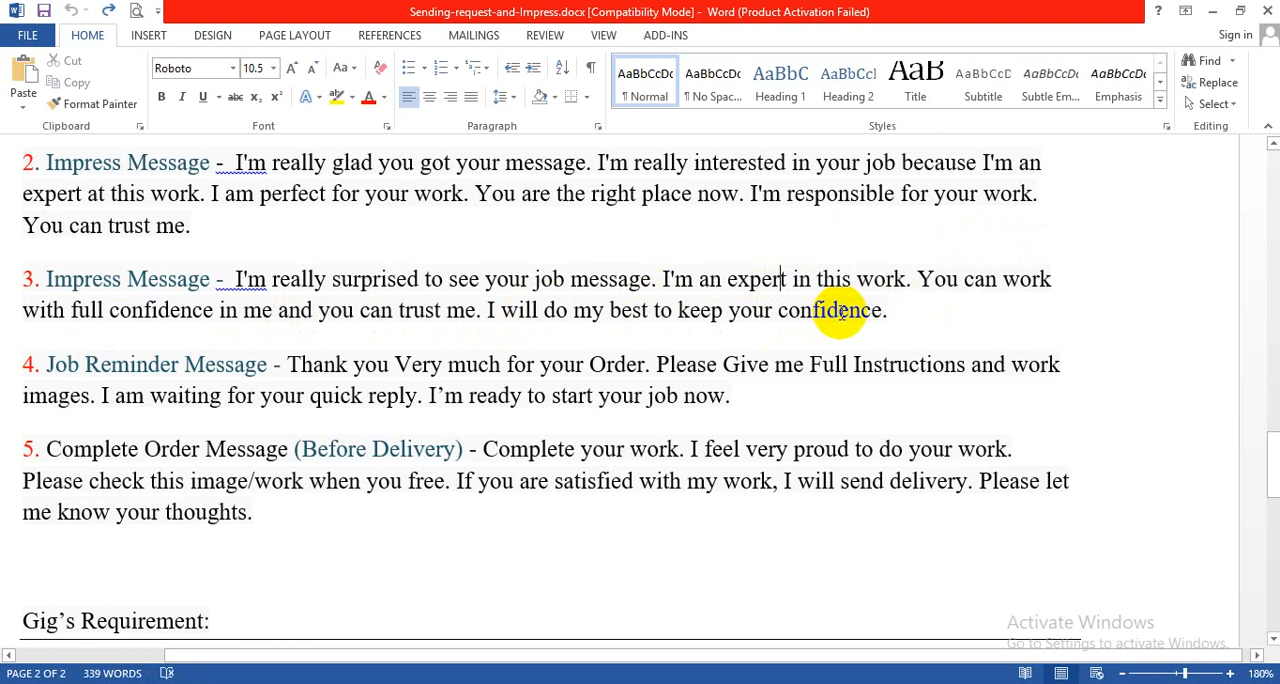 Sending-request-and-Impress.docx [Compatibility Mode] - Word (Product Activation Failed)
FILE HOME INSERT DESIGN PAGE LAYOUT REFERENCES MAILINGS REVIEW VIEW ADD-INS Sign in
Paste
Cut
Copy
Format Painter
Roboto 10.5
AaBbCcDc AaBbCcDc AaBbC AaBbCcI AaB AaBbCcD AaBbCcDc AaBbCcDc
¶ Normal ¶ No Spac... Heading 1 Heading 2 Title Subtitle Subtle Em... Emphasis
Find
Replace
Select
Clipboard Font Paragraph Styles Editing
2. Impress Message - I'm really glad you got your message. I'm really interested in your job because I'm an
expert at this work. I am perfect for your work. You are the right place now. I'm responsible for your work.
You can trust me.
3. Impress Message - I'm really surprised to see your job message. I'm an expert in this work. You can work
with full confidence in me and you can trust me. I will do my best to keep your confidence.
4. Job Reminder Message - Thank you Very much for your Order. Please Give me Full Instructions and work
images. I am waiting for your quick reply. I’m ready to start your job now.
5. Complete Order Message (Before Delivery) - Complete your work. I feel very proud to do your work.
Please check this image/work when you free. If you are satisfied with my work, I will send delivery. Please let
me know your thoughts.
Gig’s Requirement:
Activate Windows
Go to Settings to activate Windows.
PAGE 2 OF 2 339 WORDS 180%